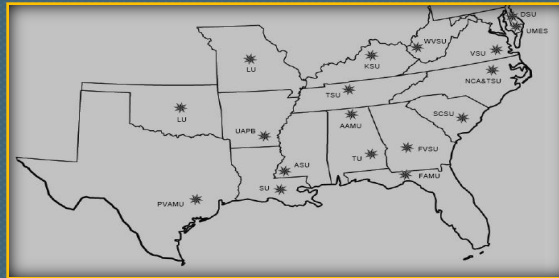 DSU
UMES
WVSU
VSU
LU
KSU
NCA&TSU
TSU
LU
AAMU
SCSU
UAPB
TU
FVSU
ASU
FAMU
SU
PVAMU